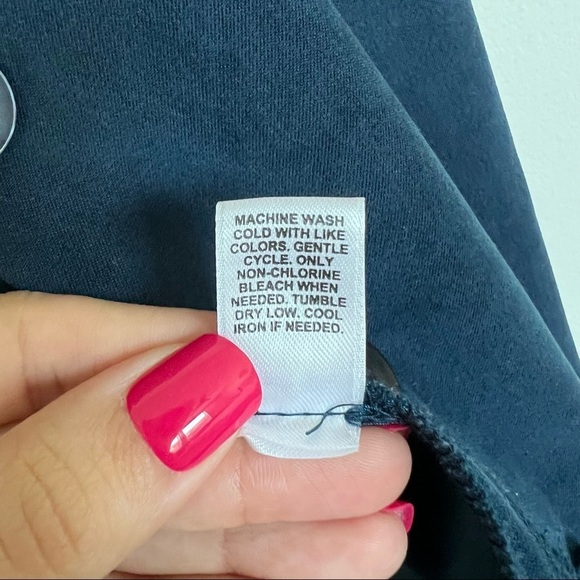 MACHINE WASH
COLD WITH LIKE
COLORS. GENTLE
CYCLE. ONLY
NON-CHLORINE
BLEACH WHEN
NEEDED. TUMBLE
DRY LOW. COOL
IRON IF NEEDED.